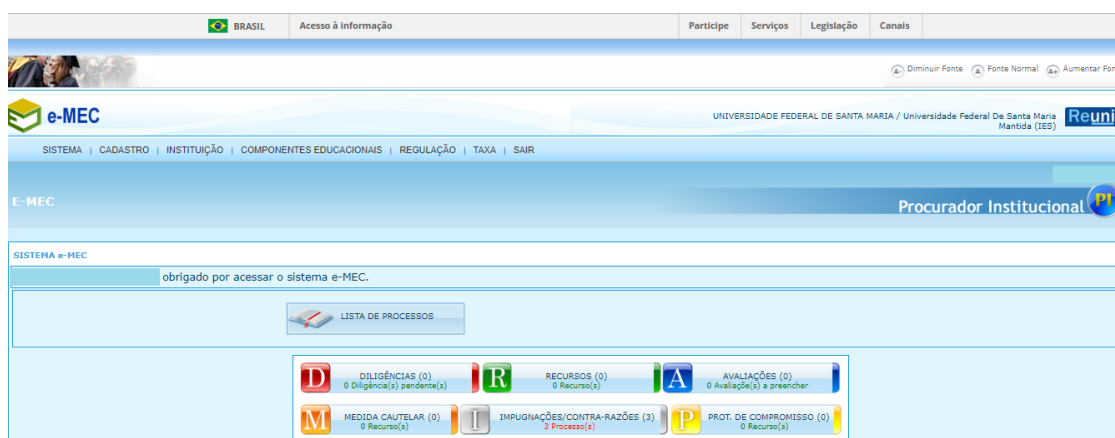 BRASIL Acesso à informação Participe Serviços Legislação Canais
A- Diminuir Fonte A Fonte Normal A+ Aumentar Fon
e-MEC
UNIVERSIDADE FEDERAL DE SANTA MARIA / Universidade Federal De Santa Maria
Mantida (IES)
Reuni
SISTEMA | CADASTRO | INSTITUIÇÃO | COMPONENTES EDUCACIONAIS | REGULAÇÃO | TAXA | SAIR
E-MEC
Procurador Institucional PI
SISTEMA e-MEC
obrigado por acessar o sistema e-MEC.
LISTA DE PROCESSOS
D DILIGÊNCIAS (0) R RECURSOS (0) A AVALIAÇÕES (0)
0 Diligência(s) pendente(s) 0 Recurso(s) 0 Avaliação(s) a preencher
M MEDIDA CAUTELAR (0) I IMPUGNAÇÕES/CONTRA-RAZÕES (3) P PROT. DE COMPROMISSO (0)
0 Recurso(s) 3 Processo(s) 0 Recurso(s)